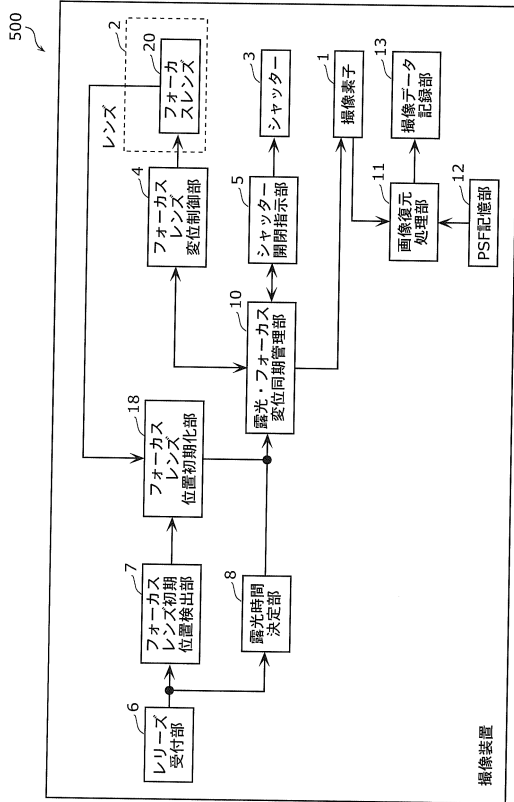 500
撮像装置
6
レリーズ
受付部
7
フォーカス
レンズ初期
位置検出部
8
露光時間
決定部
18
フォーカス
レンズ
位置初期化部
10
露光・フォーカス
変位同期管理部
レンズ
2
20
フォーカ
スレンズ
4
フォーカス
レンズ
変位制御部
5
シャッター
開閉指示部
3
シャッター
1
撮像素子
11
画像復元
処理部
12
PSF記憶部
13
撮像データ
記録部